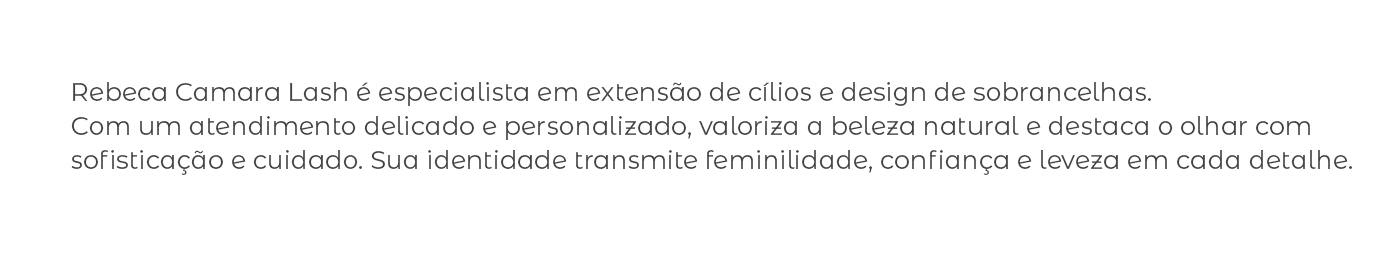 Rebeca Camara Lash é especialista em extensão de cílios e design de sobrancelhas.
Com um atendimento delicado e personalizado, valoriza a beleza natural e destaca o olhar com
sofisticação e cuidado. Sua identidade transmite feminilidade, confiança e leveza em cada detalhe.